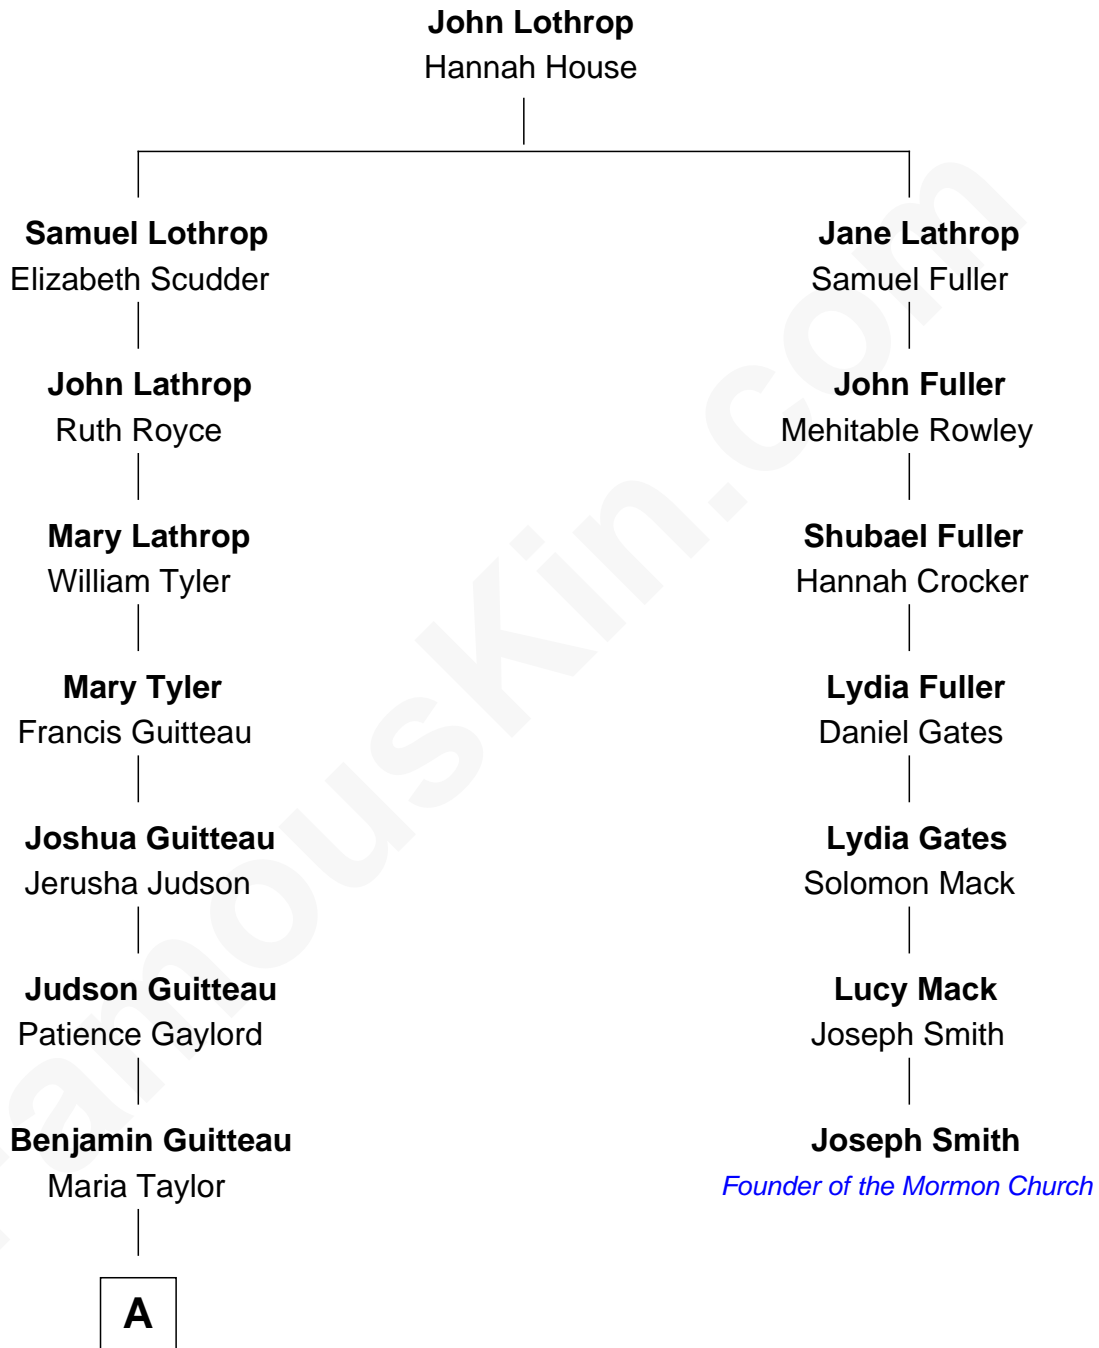 John Lothrop
Hannah House
Samuel Lothrop
Elizabeth Scudder
Jane Lathrop
Samuel Fuller
John Lathrop
Ruth Royce
John Fuller
Mehitable Rowley
Mary Lathrop
William Tyler
Shubael Fuller
Hannah Crocker
Mary Tyler
Francis Guitteau
Lydia Fuller
Daniel Gates
Joshua Guitteau
Jerusha Judson
Lydia Gates
Solomon Mack
Judson Guitteau
Patience Gaylord
Lucy Mack
Joseph Smith
Benjamin Guitteau
Maria Taylor
Joseph Smith
Founder of the Mormon Church
A
FamousKin.com